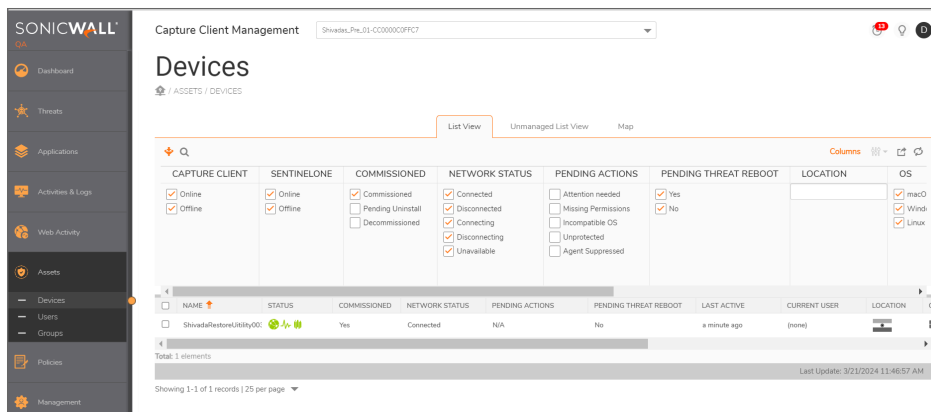 SONICWALL
QA
Capture Client Management
Shivadas_Pre_01-CC0000C0FFC7
13
D
Dashboard
Threats
Applications
Activities & Logs
Web Activity
Assets
Devices
Users
Groups
Policies
Management
Devices
/ ASSETS / DEVICES
List View Unmanaged List View Map
Columns
CAPTURE CLIENT SENTINELONE COMMISSIONED NETWORK STATUS PENDING ACTIONS PENDING THREAT REBOOT LOCATION OS
Online Online Commissioned Connected Attention needed Yes macO
Offline Offline Pending Uninstall Disconnected Missing Permissions No Wind
Decommissioned Connecting Incompatible OS Linux
Disconnecting Unprotected
Unavailable Agent Suppressed
NAME STATUS COMMISSIONED NETWORK STATUS PENDING ACTIONS PENDING THREAT REBOOT LAST ACTIVE CURRENT USER LOCATION
ShivadaRestoreUitility00 Yes Connected N/A No a minute ago (none)
Total: 1 elements
Last Update: 3/21/2024 11:46:57 AM
Showing 1-1 of 1 records | 25 per page